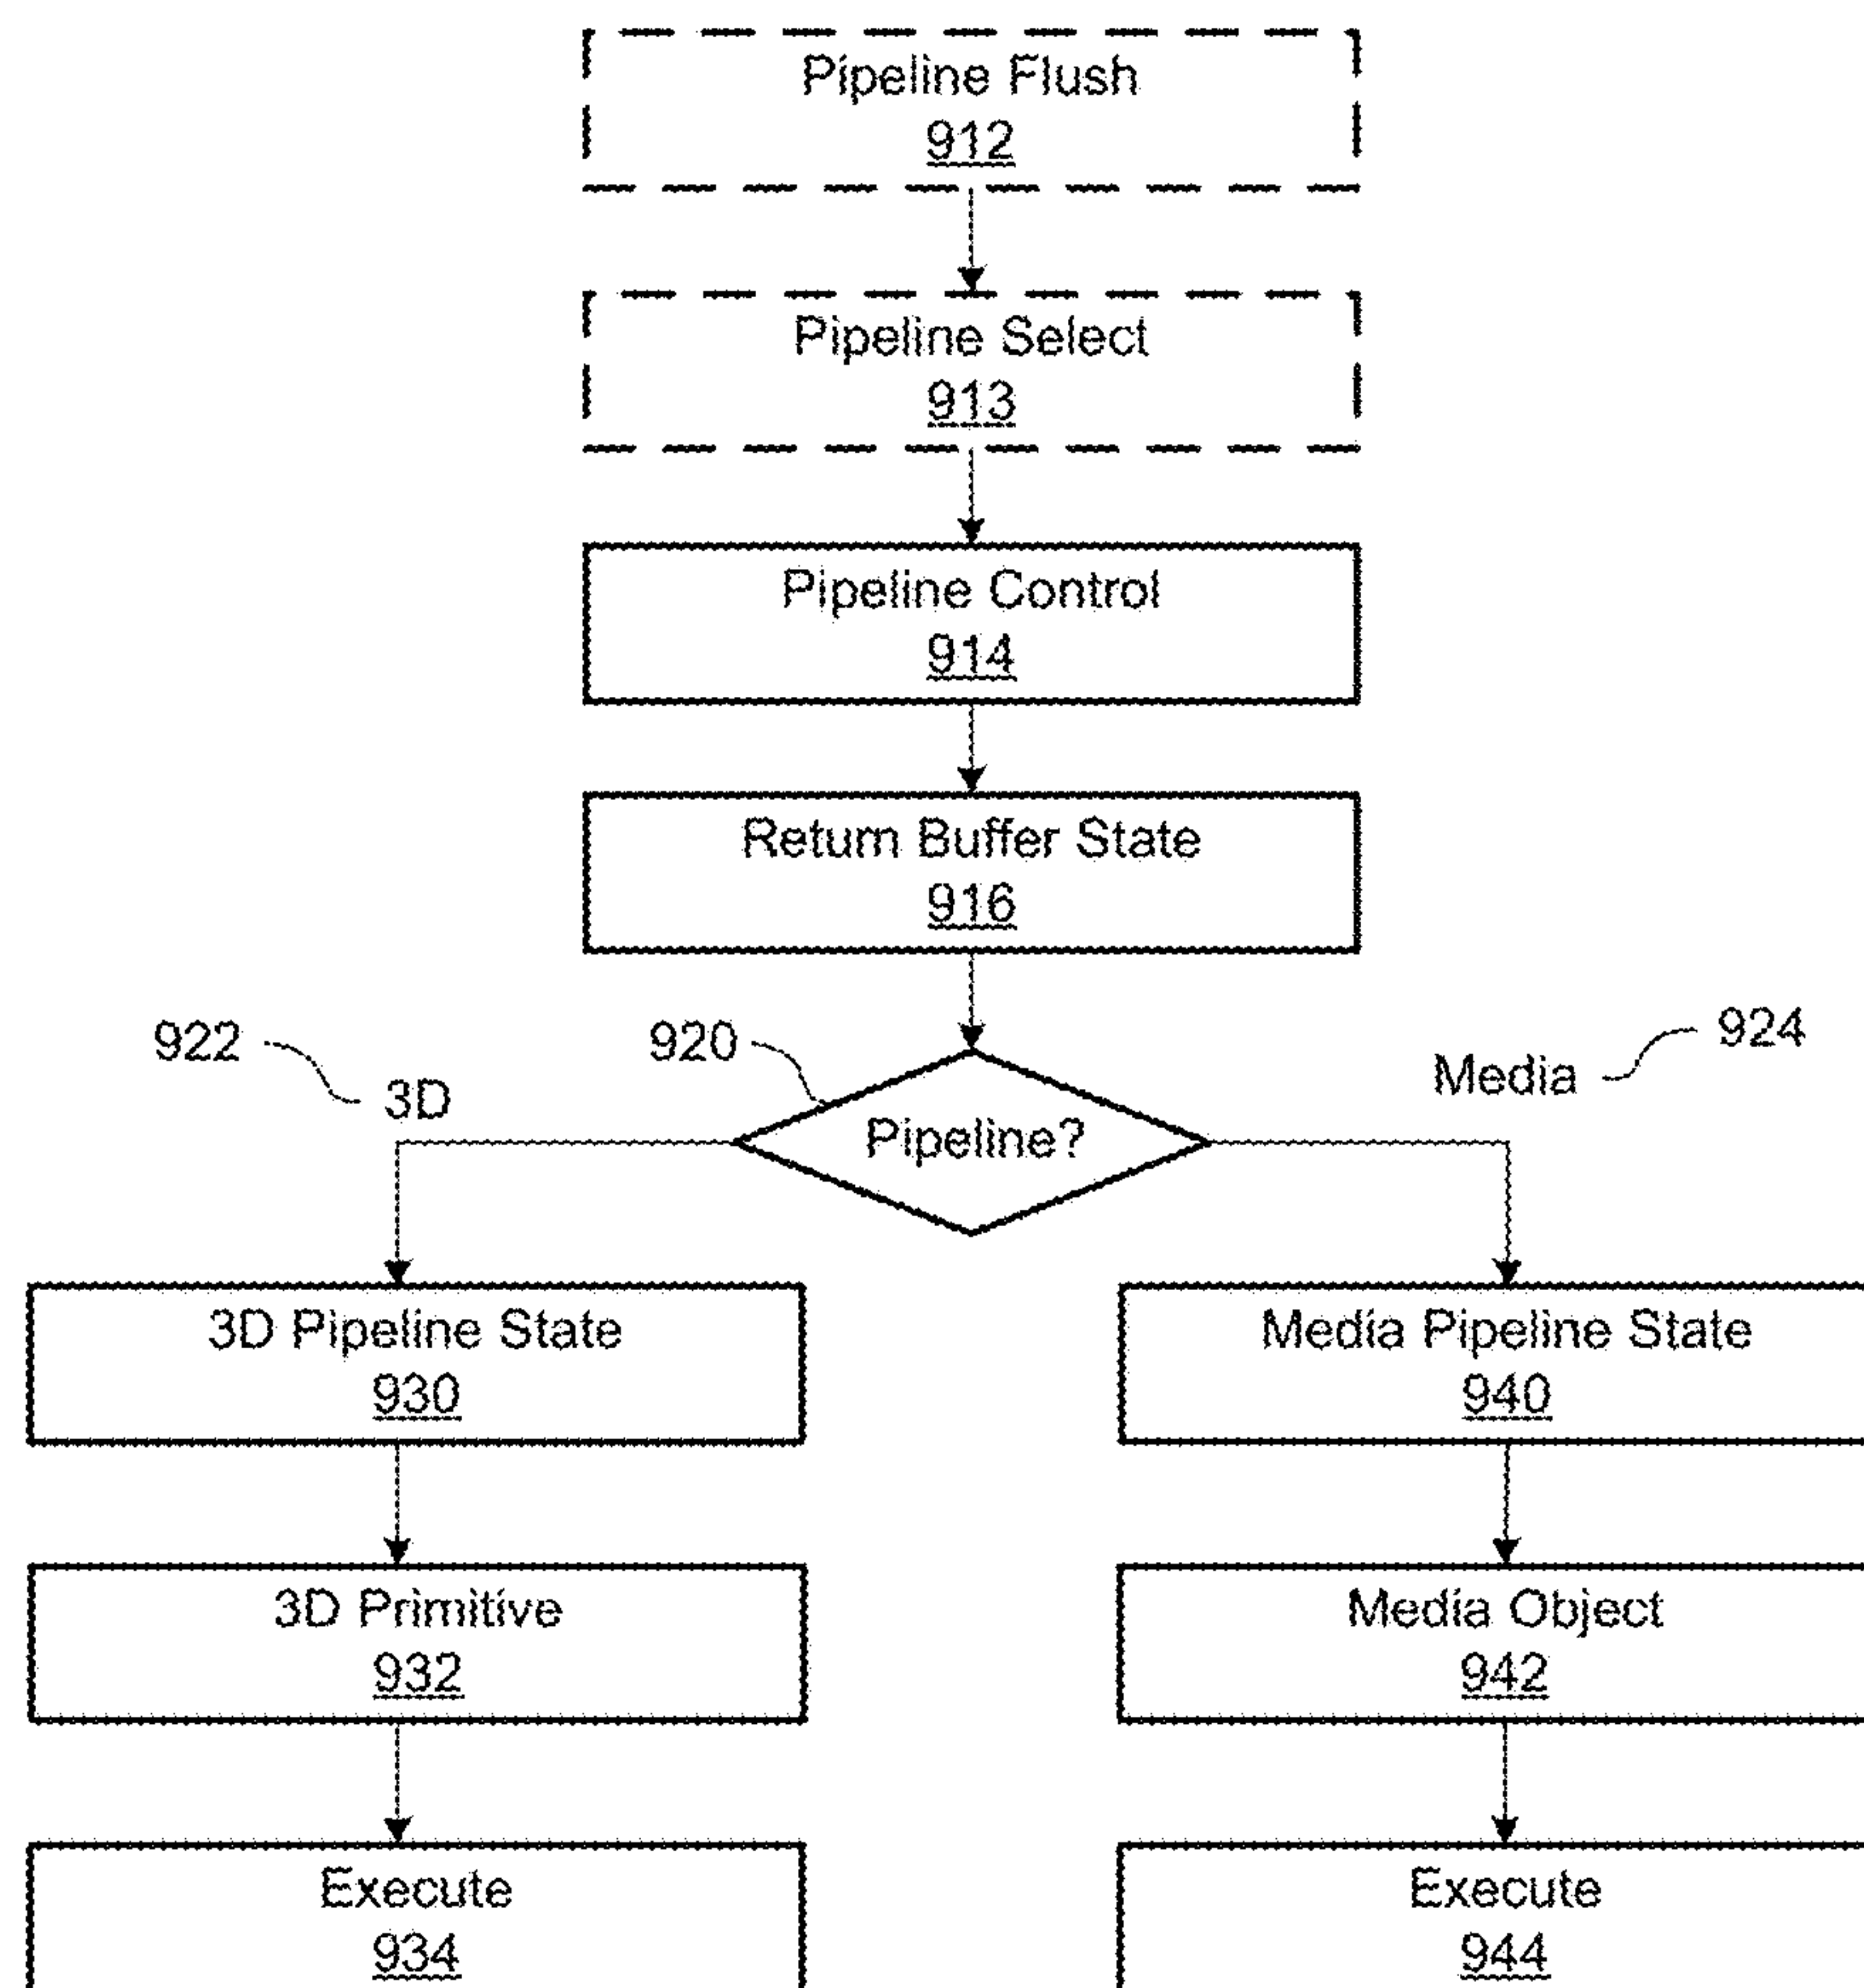 Pipeline Flush
912
Pipeline Select
913
Pipeline Control
914
Return Buffer State
916
922
920
924
3D
Media
Pipeline?
3D Pipeline State
930
Media Pipeline State
940
3D Primitive
932
Media Object
942
Execute
934
Execute
944